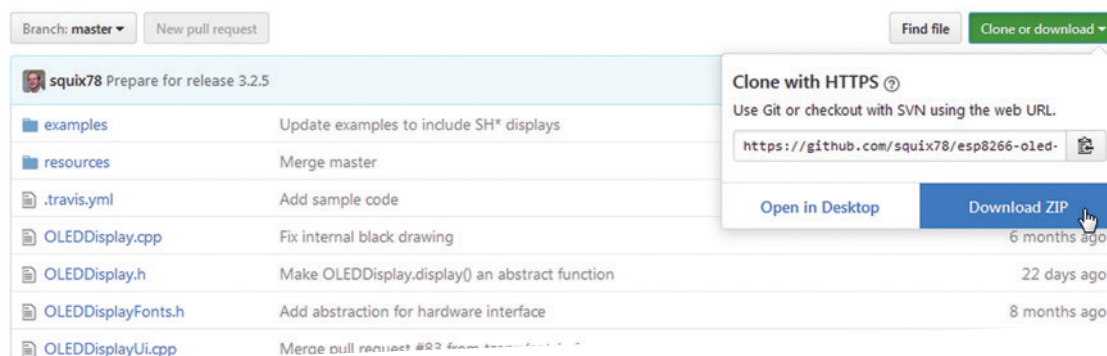 Branch: master
New pull request
Find file
Clone or download
squix78 Prepare for release 3.2.5
Clone with HTTPS
Use Git or checkout with SVN using the web URL.
https://github.com/squix78/esp8266-oled-
Open in Desktop
Download ZIP
examples Update examples to include SH* displays
resources Merge master
.travis.yml Add sample code
OLEDDisplay.cpp Fix internal black drawing 6 months ago
OLEDDisplay.h Make OLEDDisplay.display() an abstract function 22 days ago
OLEDDisplayFonts.h Add abstraction for hardware interface 8 months ago
OLEDDisplayUi.cpp Merge pull request #83 from